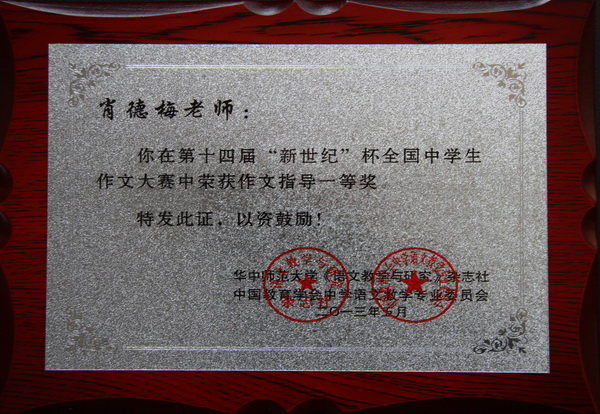 肖德梅老师：
你在第十四届“新世纪”杯全国中学生
作文大赛中荣获作文指导一等奖
特发此证，以资鼓励！
华中师范大学《语文教学与研究》杂志社
中国教育学会中学语文教学专业委员会
二〇一三年 月